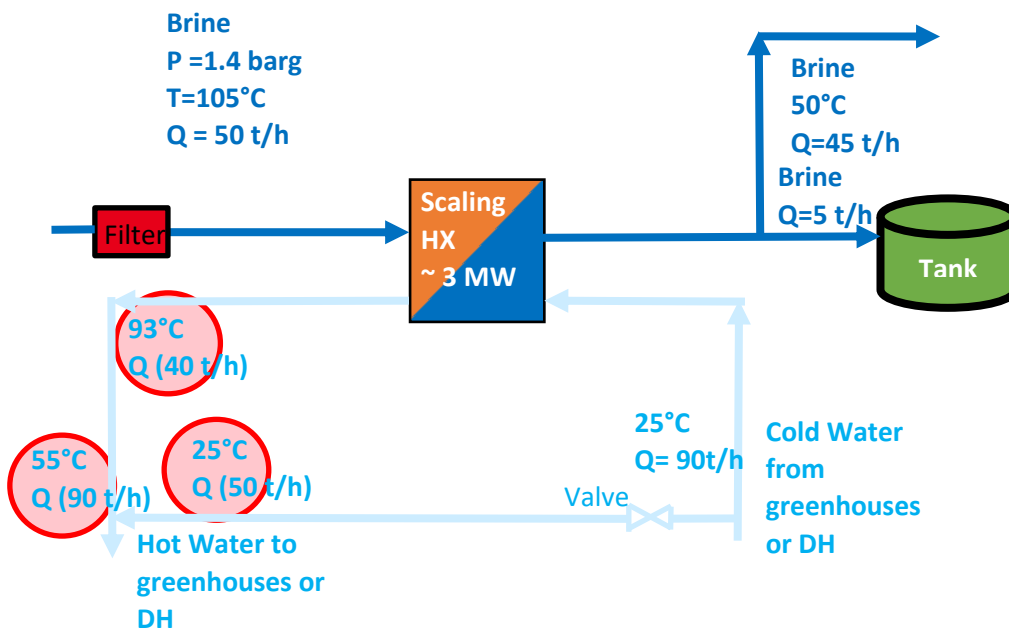 Brine
P =1.4 barg
T=105°C
Q = 50 t/h
Brine
50°C
Q=45 t/h
Brine
Q=5 t/h
Filter
Scaling
HX
~ 3 MW
Tank
93°C
Q (40 t/h)
55°C
Q (90 t/h)
25°C
Q (50 t/h)
Valve
25°C
Q= 90t/h
Cold Water
from
greenhouses
or DH
Hot Water to
greenhouses or
DH